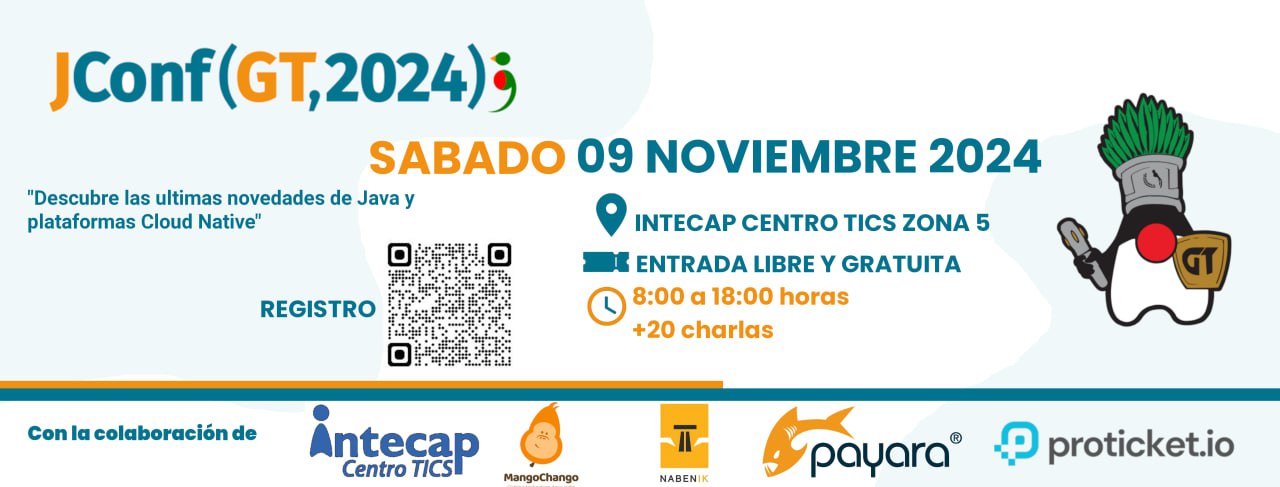 JConf(GT,2024);
SABADO 09 NOVIEMBRE 2024
"Descubre las ultimas novedades de Java y
plataformas Cloud Native"
INTECAP CENTRO TICS ZONA 5
ENTRADA LIBRE Y GRATUITA
REGISTRO
8:00 a 18:00 horas
+20 charlas
GT
Con la colaboración de
intecap
Centro TICS
MangoChango
NABENIK
payara®
proticket.io